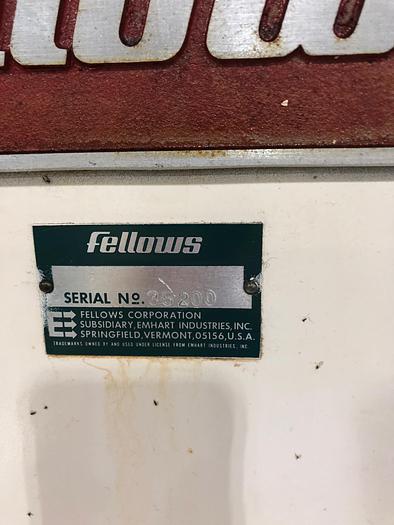 fellows
SERIAL Nº. 35200
FELLOWS CORPORATION
SUBSIDIARY, EMHART INDUSTRIES, INC.
SPRINGFIELD, VERMONT, 05156, U.S.A.
TRADEMARKS OWNED BY AND USED UNDER LICENSE FROM EMHART INDUSTRIES, INC.